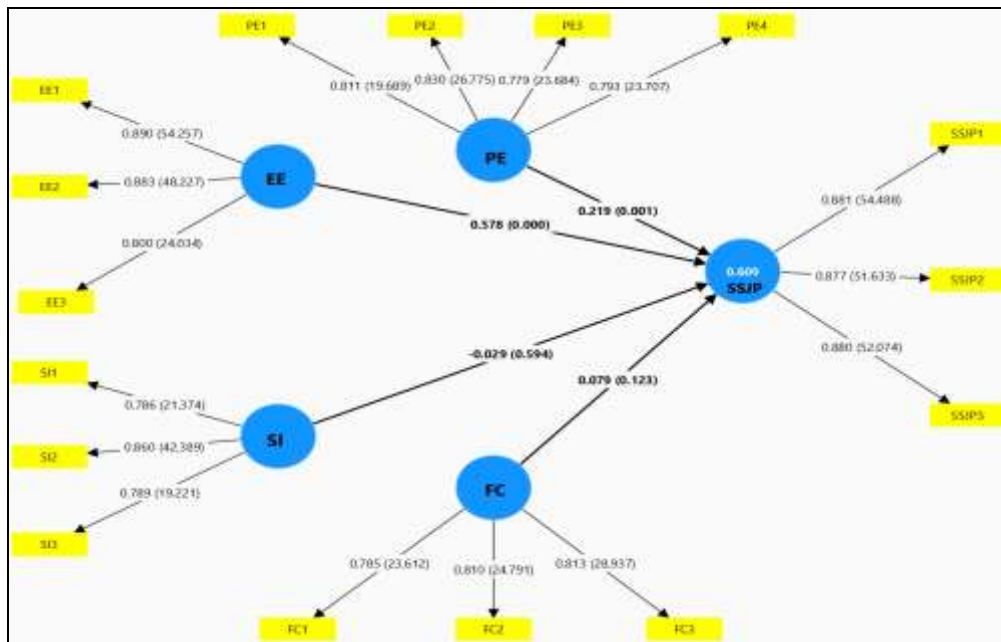 PE1
PE2
PE3
PE4
0.811 (19.689)
0.830 (26.775)
0.779 (23.684)
0.793 (23.707)
EE1
EE2
EE3
0.890 (54.257)
0.883 (48.227)
0.800 (24.034)
EE
PE
0.578 (0.000)
0.219 (0.001)
SSJP1
SSJP2
SSJP3
0.881 (54.488)
0.877 (51.633)
0.880 (52.074)
0.609
SSJP
SI1
SI2
SI3
0.786 (21.374)
0.860 (42.389)
0.789 (19.221)
SI
-0.029 (0.594)
0.079 (0.123)
FC
0.785 (23.612)
0.810 (24.791)
0.813 (28.937)
FC1
FC2
FC3